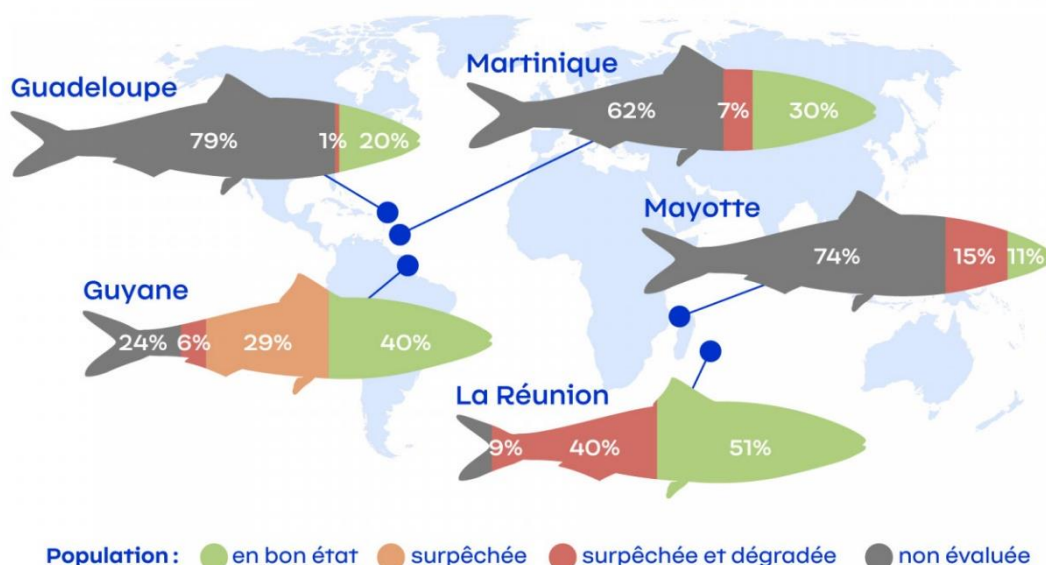 Guadeloupe
79% 1% 20%
Martinique
62% 7% 30%
Mayotte
74% 15% 11%
Guyane
24% 6% 29% 40%
La Réunion
9% 40% 51%
Population : en bon état surpêchée surpêchée et dégradée non évaluée